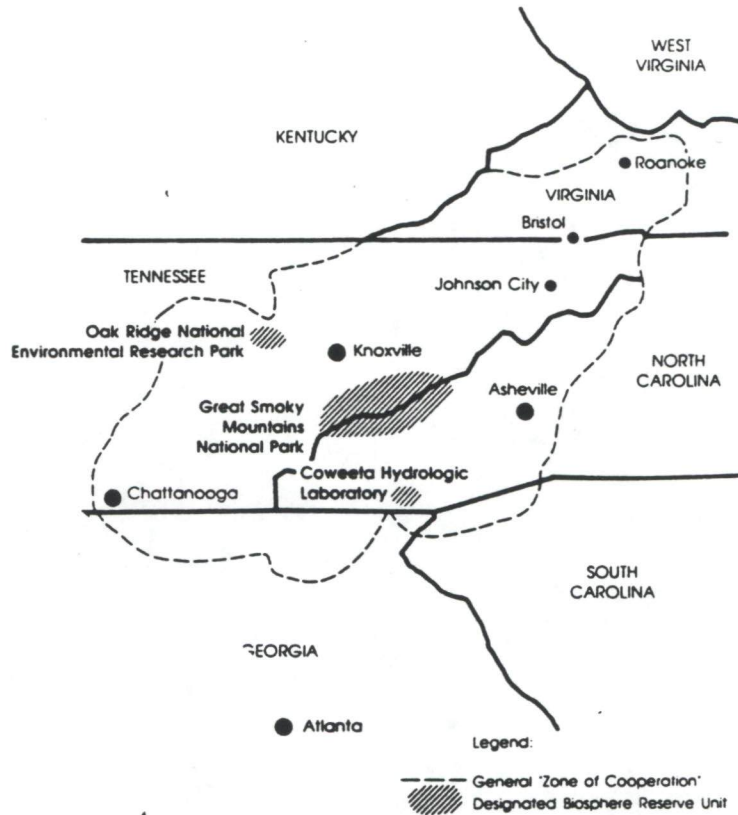 WEST
VIRGINIA
KENTUCKY
Roanoke
VIRGINIA
Bristol
TENNESSEE
Johnson City
Oak Ridge National
Environmental Research Park
Knoxville
NORTH
CAROLINA
Great Smoky
Mountains
National Park
Asheville
Coweeta Hydrologic
Laboratory
Chattanooga
SOUTH
CAROLINA
GEORGIA
Atlanta
Legend:
General 'Zone of Cooperation'
Designated Biosphere Reserve Unit